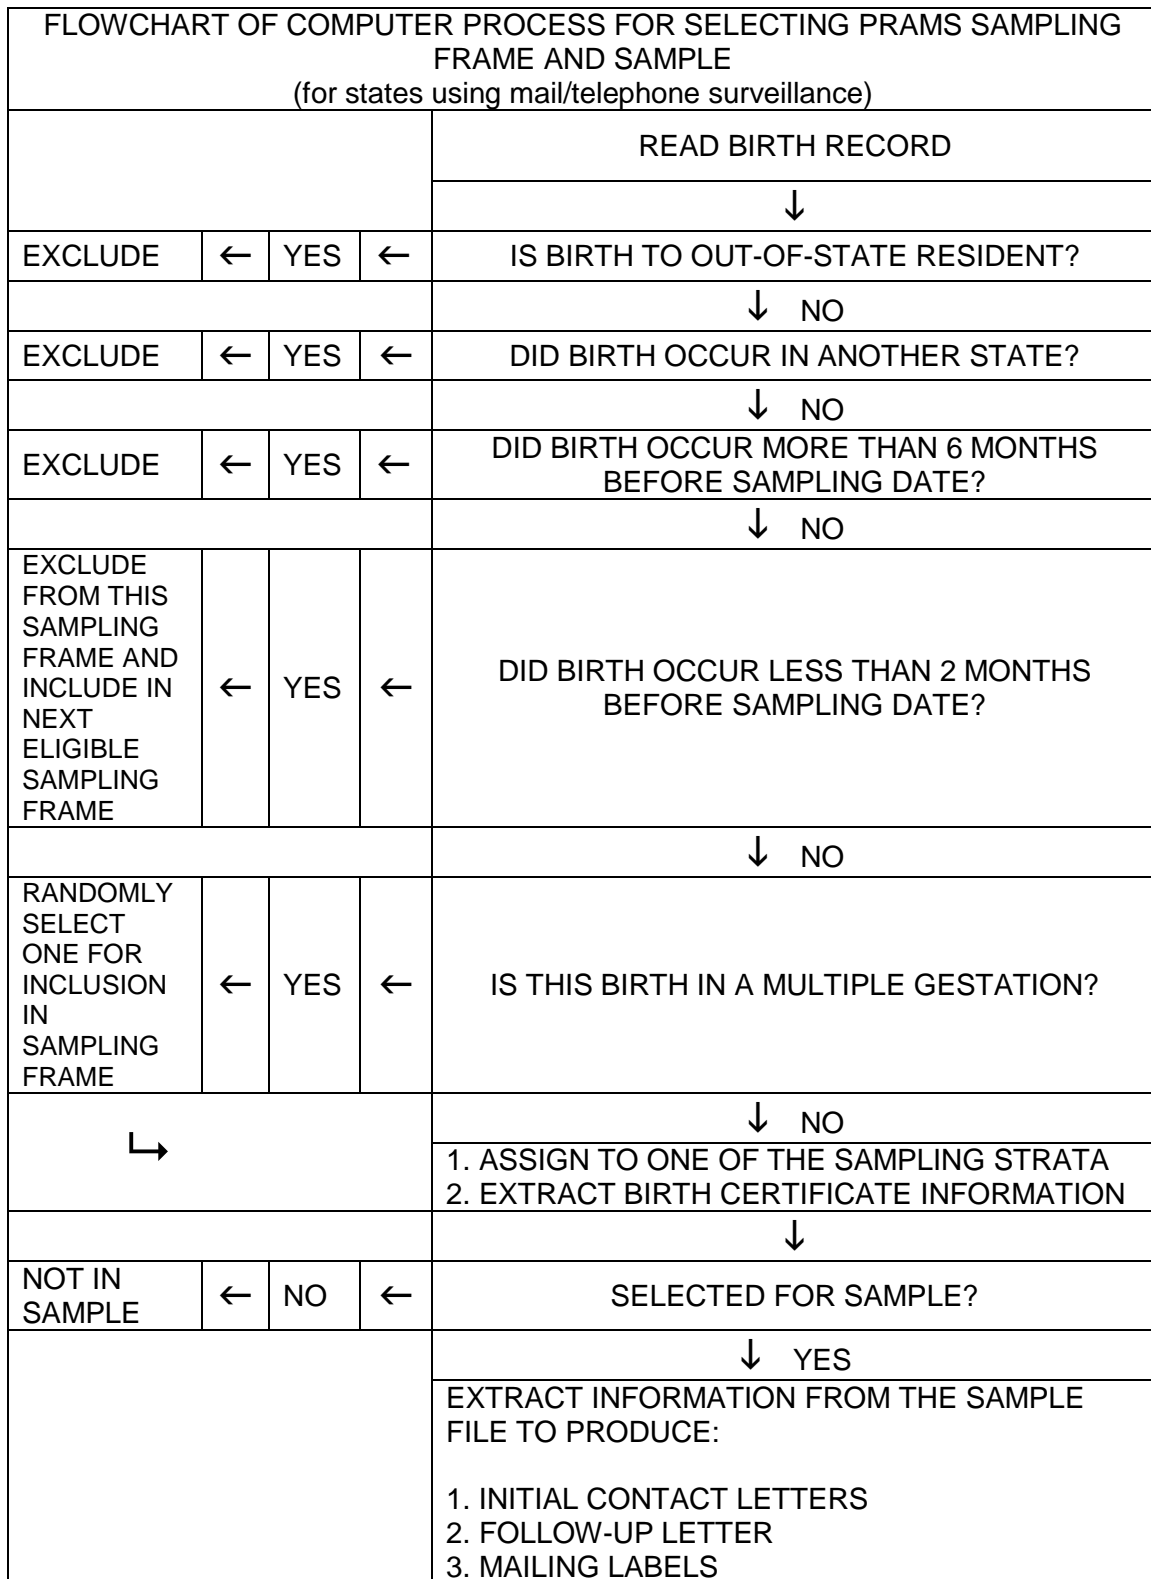 FLOWCHART OF COMPUTER PROCESS FOR SELECTING PRAMS SAMPLING
FRAME AND SAMPLE
(for states using mail/telephone surveillance)
READ BIRTH RECORD
↓
EXCLUDE ← YES ← IS BIRTH TO OUT-OF-STATE RESIDENT?
↓ NO
EXCLUDE ← YES ← DID BIRTH OCCUR IN ANOTHER STATE?
↓ NO
EXCLUDE ← YES ← DID BIRTH OCCUR MORE THAN 6 MONTHS
BEFORE SAMPLING DATE?
↓ NO
EXCLUDE
FROM THIS
SAMPLING
FRAME AND
INCLUDE IN
NEXT
ELIGIBLE
SAMPLING
FRAME
← YES ← DID BIRTH OCCUR LESS THAN 2 MONTHS
BEFORE SAMPLING DATE?
↓ NO
RANDOMLY
SELECT
ONE FOR
INCLUSION
IN
SAMPLING
FRAME
← YES ← IS THIS BIRTH IN A MULTIPLE GESTATION?
↓ NO
1. ASSIGN TO ONE OF THE SAMPLING STRATA
2. EXTRACT BIRTH CERTIFICATE INFORMATION
↓
NOT IN
SAMPLE
← NO ← SELECTED FOR SAMPLE?
↓ YES
EXTRACT INFORMATION FROM THE SAMPLE
FILE TO PRODUCE:
1. INITIAL CONTACT LETTERS
2. FOLLOW-UP LETTER
3. MAILING LABELS